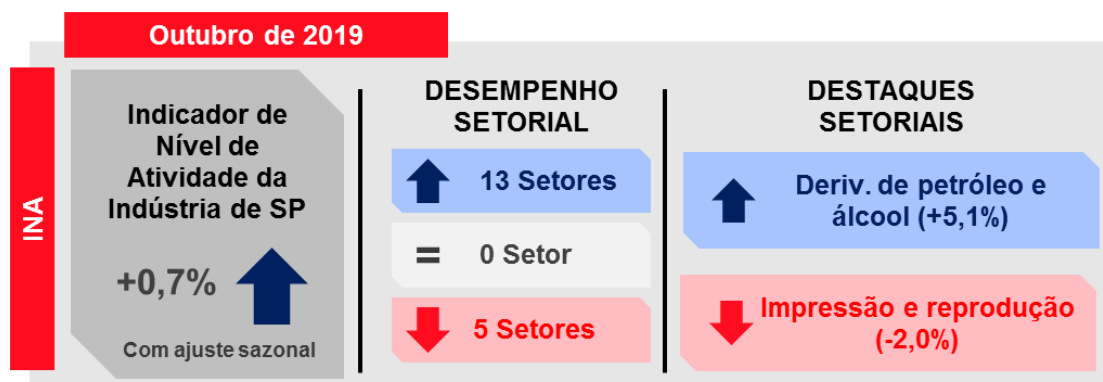 Outubro de 2019
INA
Indicador de
Nível de
Atividade da
Indústria de SP
+0,7%
Com ajuste sazonal
DESEMPENHO
SETORIAL
13 Setores
= 0 Setor
5 Setores
DESTAQUES
SETORIAIS
Deriv. de petróleo e
álcool (+5,1%)
Impressão e reprodução
(-2,0%)